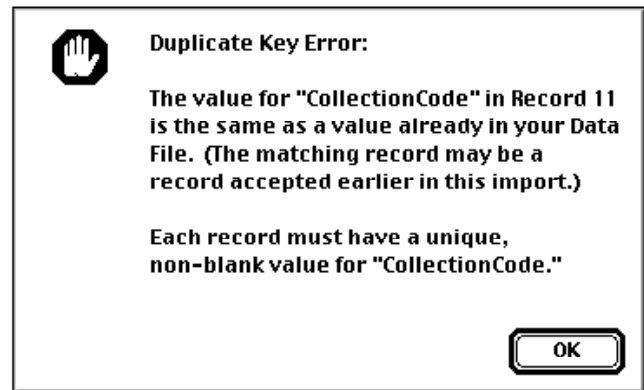 Duplicate Key Error:
The value for "CollectionCode" in Record 11
is the same as a value already in your Data
File. (The matching record may be a
record accepted earlier in this import.)
Each record must have a unique,
non-blank value for "CollectionCode."
OK